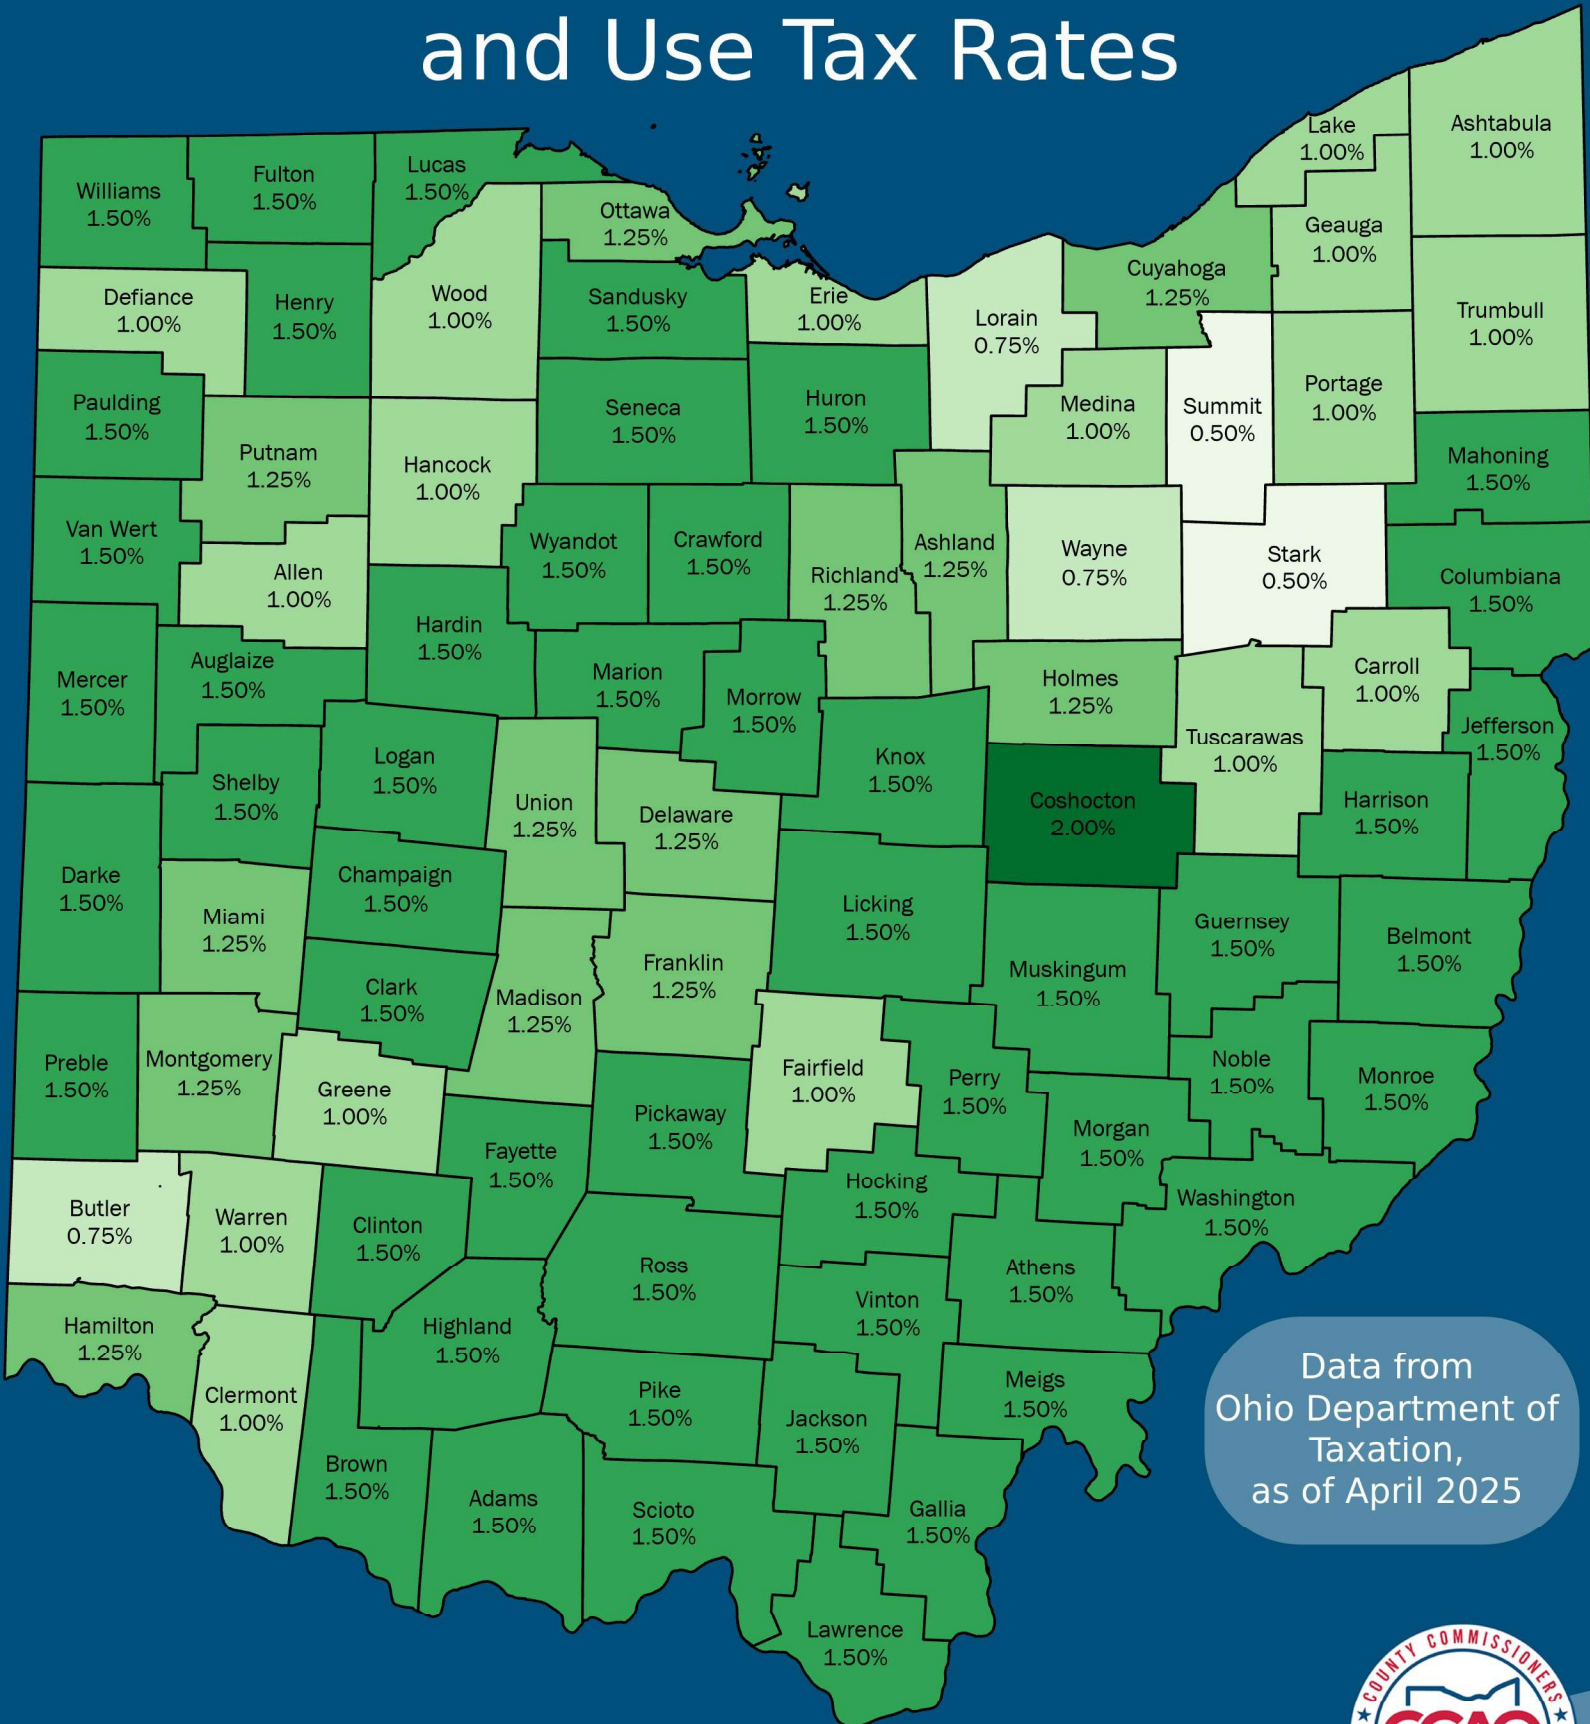 and Use Tax Rates
Williams
1.50%
Fulton
1.50%
Lucas
1.50%
Ottawa
1.25%
Lake
1.00%
Ashtabula
1.00%
Geauga
1.00%
Cuyahoga
1.25%
Defiance
1.00%
Henry
1.50%
Wood
1.00%
Sandusky
1.50%
Erie
1.00%
Lorain
0.75%
Trumbull
1.00%
Paulding
1.50%
Putnam
1.25%
Hancock
1.00%
Seneca
1.50%
Huron
1.50%
Medina
1.00%
Summit
0.50%
Portage
1.00%
Mahoning
1.50%
Van Wert
1.50%
Allen
1.00%
Wyandot
1.50%
Crawford
1.50%
Richland
1.25%
Ashland
1.25%
Wayne
0.75%
Stark
0.50%
Columbiana
1.50%
Mercer
1.50%
Auglaize
1.50%
Hardin
1.50%
Marion
1.50%
Morrow
1.50%
Holmes
1.25%
Tuscarawas
1.00%
Carroll
1.00%
Jefferson
1.50%
Shelby
1.50%
Logan
1.50%
Union
1.25%
Delaware
1.25%
Knox
1.50%
Coshocton
2.00%
Harrison
1.50%
Darke
1.50%
Miami
1.25%
Champaign
1.50%
Licking
1.50%
Guernsey
1.50%
Belmont
1.50%
Clark
1.50%
Madison
1.25%
Franklin
1.25%
Muskingum
1.50%
Preble
1.50%
Montgomery
1.25%
Greene
1.00%
Pickaway
1.50%
Fairfield
1.00%
Perry
1.50%
Noble
1.50%
Monroe
1.50%
Fayette
1.50%
Morgan
1.50%
Butler
0.75%
Warren
1.00%
Clinton
1.50%
Hocking
1.50%
Washington
1.50%
Ross
1.50%
Athens
1.50%
Hamilton
1.25%
Highland
1.50%
Vinton
1.50%
Clermont
1.00%
Pike
1.50%
Jackson
1.50%
Meigs
1.50%
Brown
1.50%
Adams
1.50%
Scioto
1.50%
Gallia
1.50%
Lawrence
1.50%
Data from
Ohio Department of
Taxation,
as of April 2025
COUNTY COMMISSIONERS
CCAO